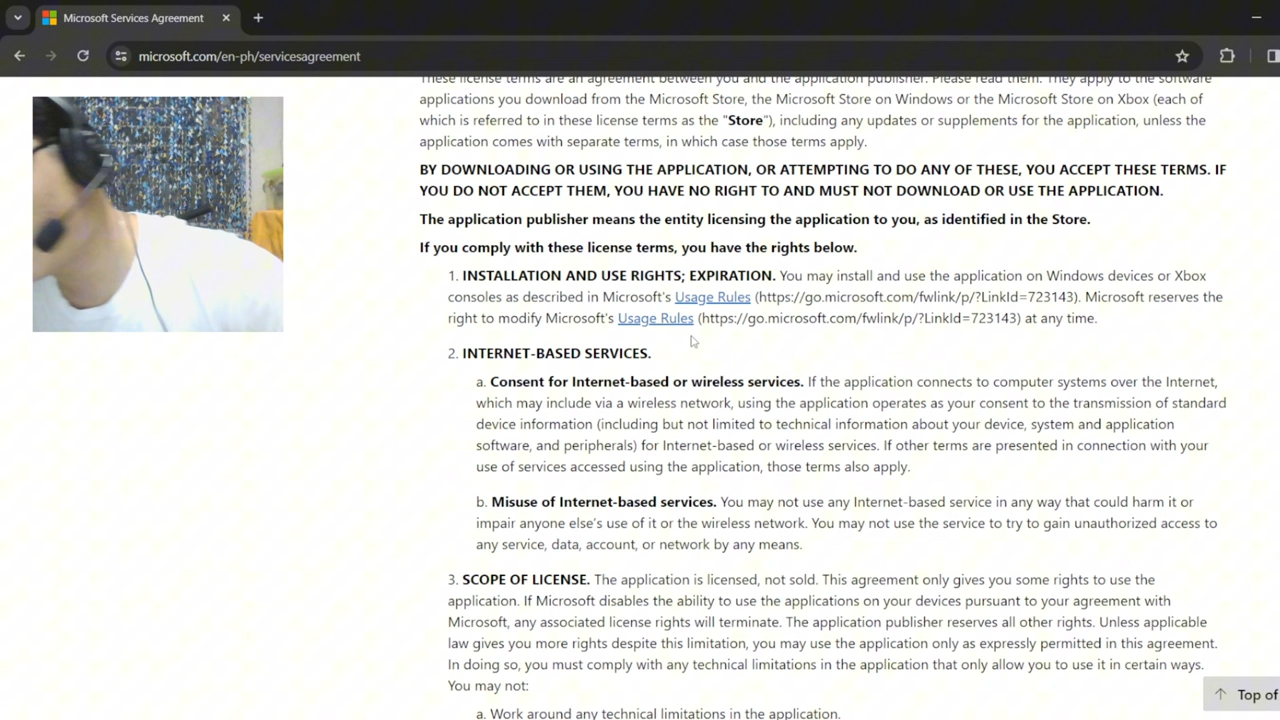 Microsoft Services Agreement
microsoft.com/en-ph/servicesagreement
These license terms are an agreement between you and the application publisher. Please read them. They apply to the software
applications you download from the Microsoft Store, the Microsoft Store on Windows or the Microsoft Store on Xbox (each of
which is referred to in these license terms as the "Store"), including any updates or supplements for the application, unless the
application comes with separate terms, in which case those terms apply.
BY DOWNLOADING OR USING THE APPLICATION, OR ATTEMPTING TO DO ANY OF THESE, YOU ACCEPT THESE TERMS. IF
YOU DO NOT ACCEPT THEM, YOU HAVE NO RIGHT TO AND MUST NOT DOWNLOAD OR USE THE APPLICATION.
The application publisher means the entity licensing the application to you, as identified in the Store.
If you comply with these license terms, you have the rights below.
1. INSTALLATION AND USE RIGHTS; EXPIRATION. You may install and use the application on Windows devices or Xbox
consoles as described in Microsoft's Usage Rules (https://go.microsoft.com/fwlink/p/?LinkId=723143). Microsoft reserves the
right to modify Microsoft's Usage Rules (https://go.microsoft.com/fwlink/p/?LinkId=723143) at any time.
2. INTERNET-BASED SERVICES.
a. Consent for Internet-based or wireless services. If the application connects to computer systems over the Internet,
which may include via a wireless network, using the application operates as your consent to the transmission of standard
device information (including but not limited to technical information about your device, system and application
software, and peripherals) for Internet-based or wireless services. If other terms are presented in connection with your
use of services accessed using the application, those terms also apply.
b. Misuse of Internet-based services. You may not use any Internet-based service in any way that could harm it or
impair anyone else's use of it or the wireless network. You may not use the service to try to gain unauthorized access to
any service, data, account, or network by any means.
3. SCOPE OF LICENSE. The application is licensed, not sold. This agreement only gives you some rights to use the
application. If Microsoft disables the ability to use the applications on your devices pursuant to your agreement with
Microsoft, any associated license rights will terminate. The application publisher reserves all other rights. Unless applicable
law gives you more rights despite this limitation, you may use the application only as expressly permitted in this agreement.
In doing so, you must comply with any technical limitations in the application that only allow you to use it in certain ways.
You may not:
Top of
a. Work around any technical limitations in the application.